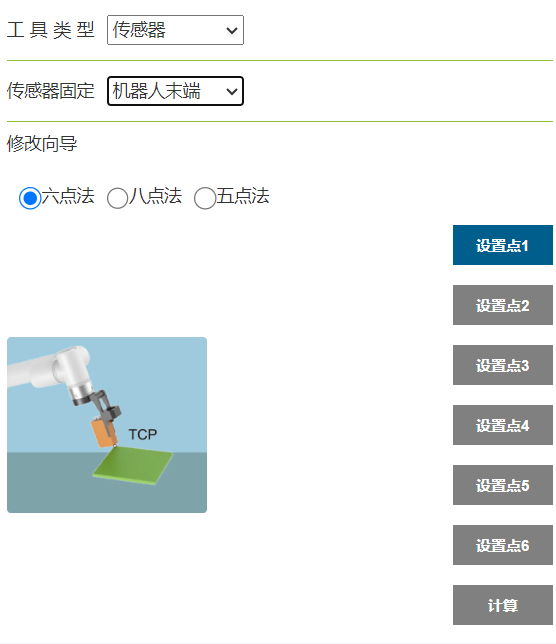 工具类型 传感器
传感器固定 机器人末端
修改向导
六点法 八点法 五点法
设置点1
设置点2
设置点3
设置点4
TCP
设置点5
设置点6
计算